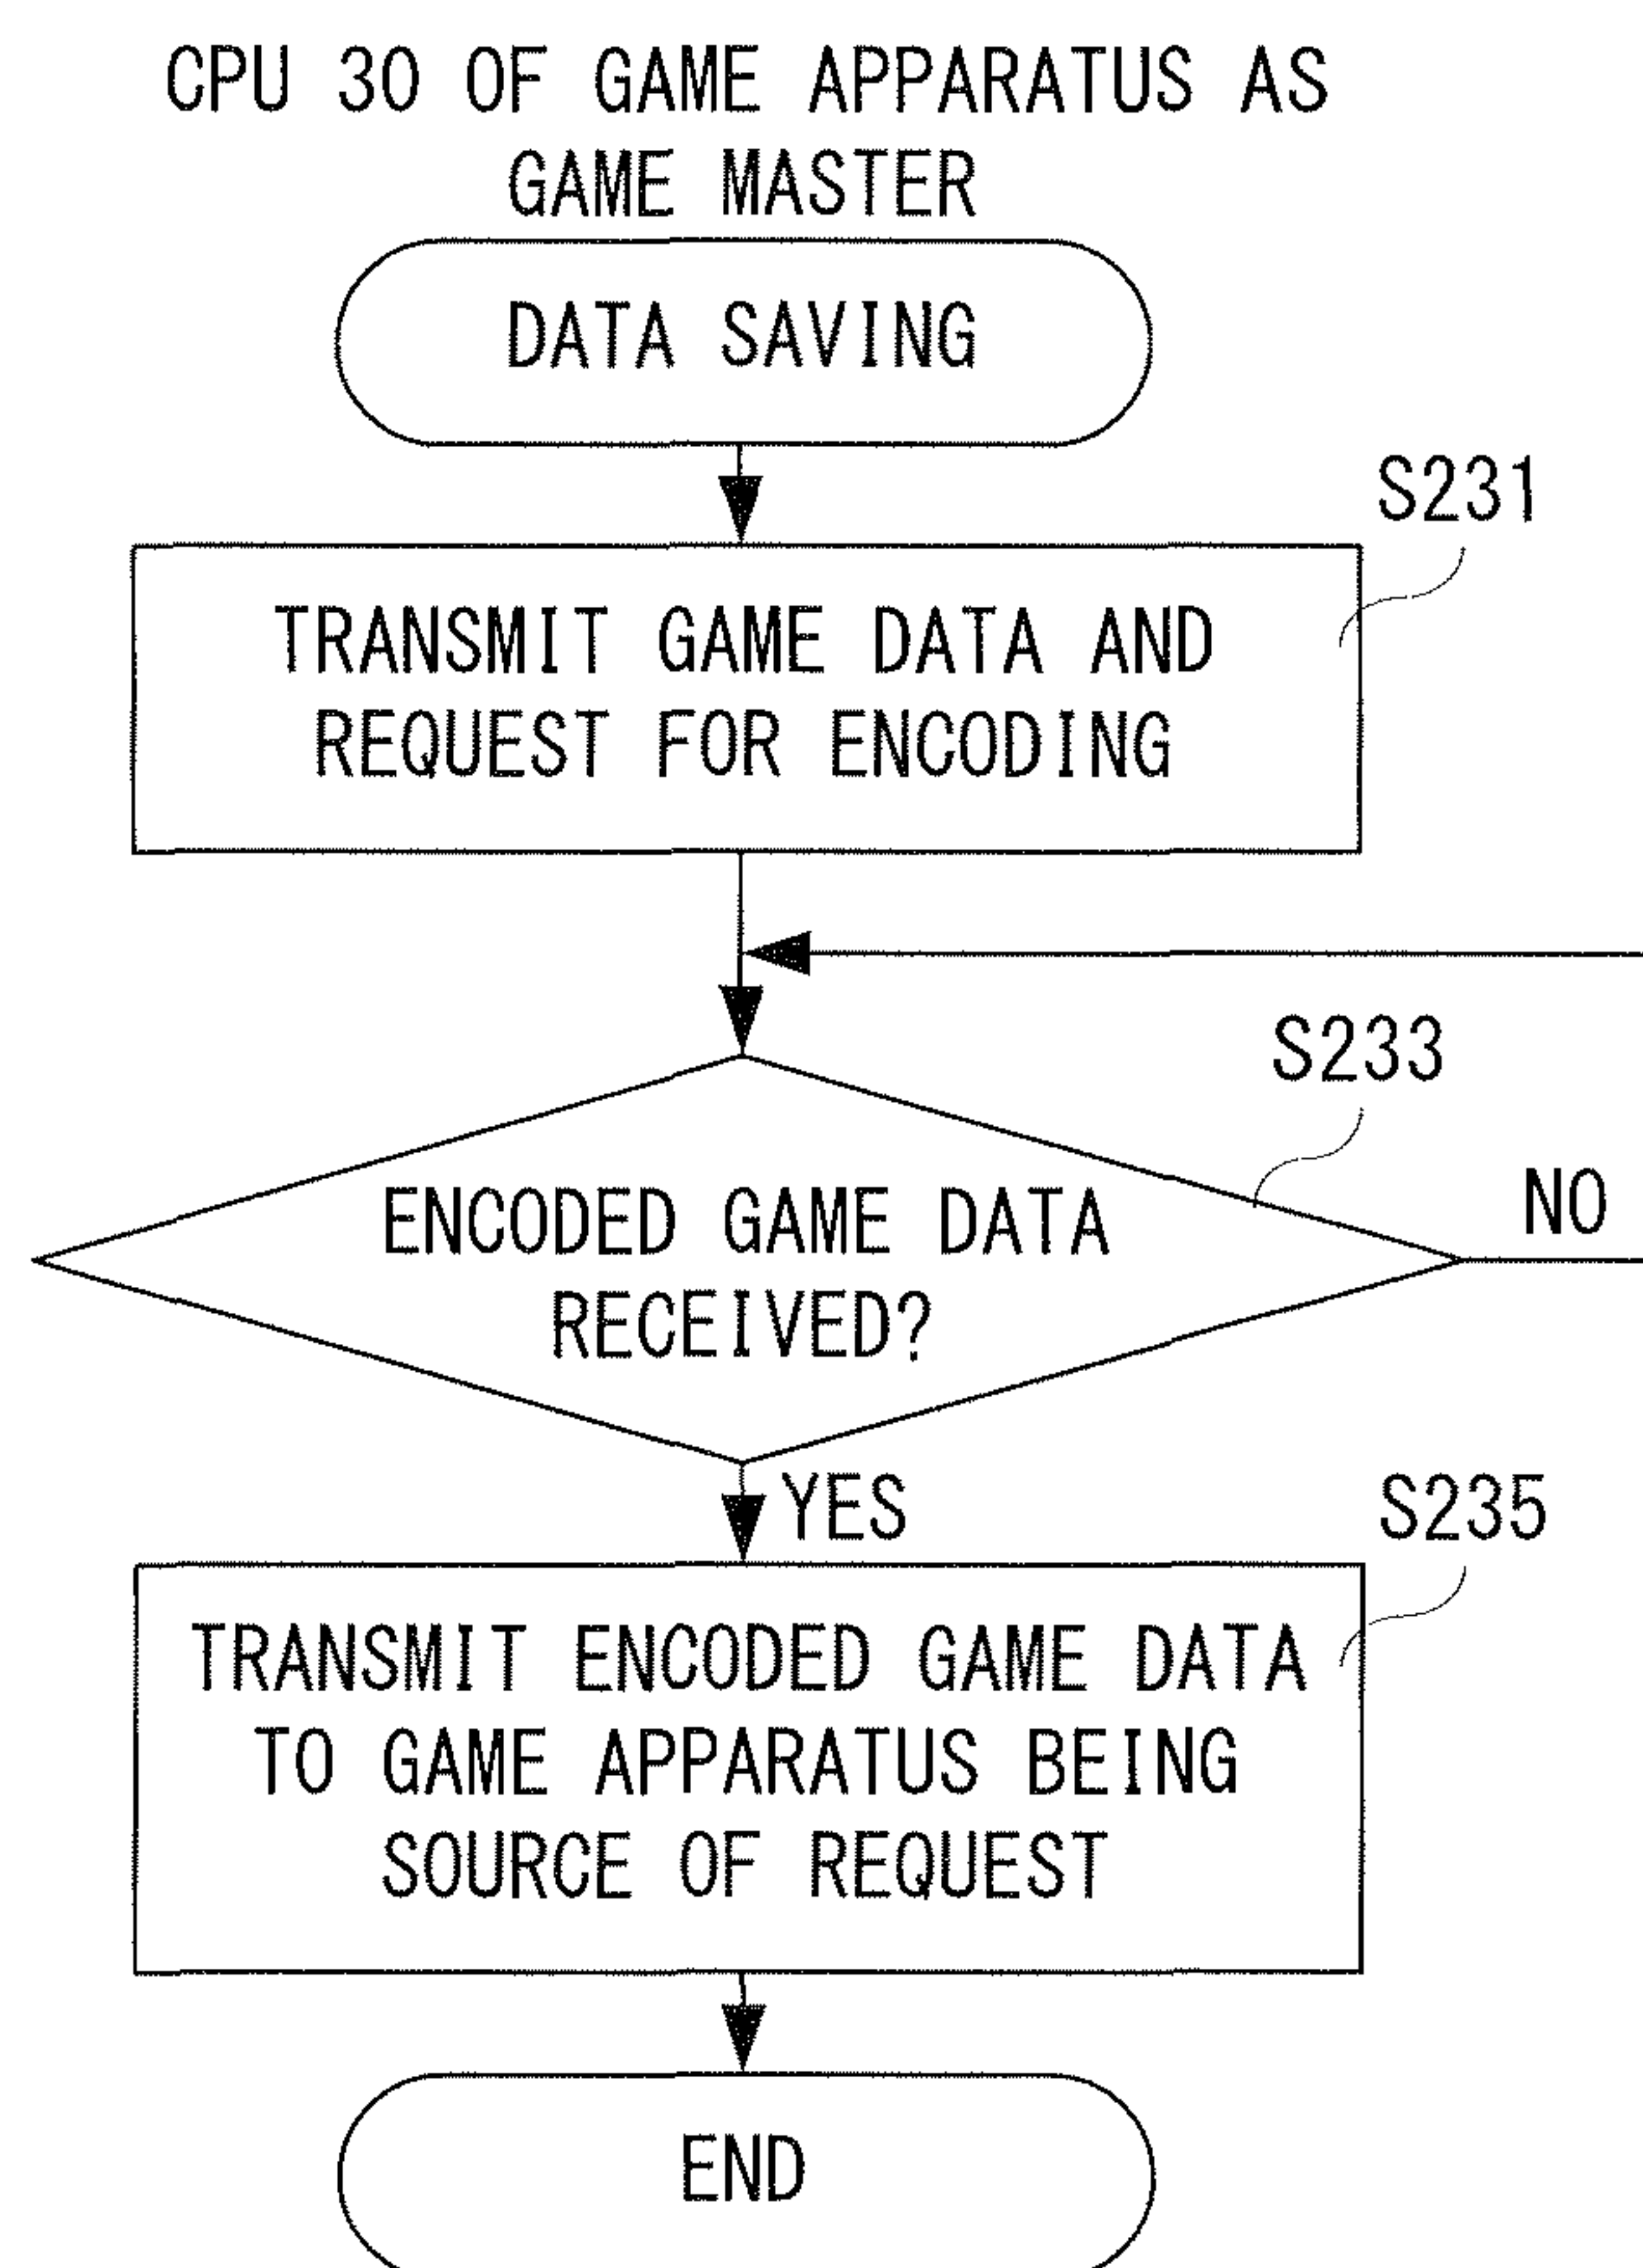 CPU 30 OF GAME APPARATUS AS
GAME MASTER
DATA SAVING
S231
TRANSMIT GAME DATA AND
REQUEST FOR ENCODING
S233
NO
ENCODED GAME DATA
RECEIVED?
YES
S235
TRANSMIT ENCODED GAME DATA
TO GAME APPARATUS BEING
SOURCE OF REQUEST
END